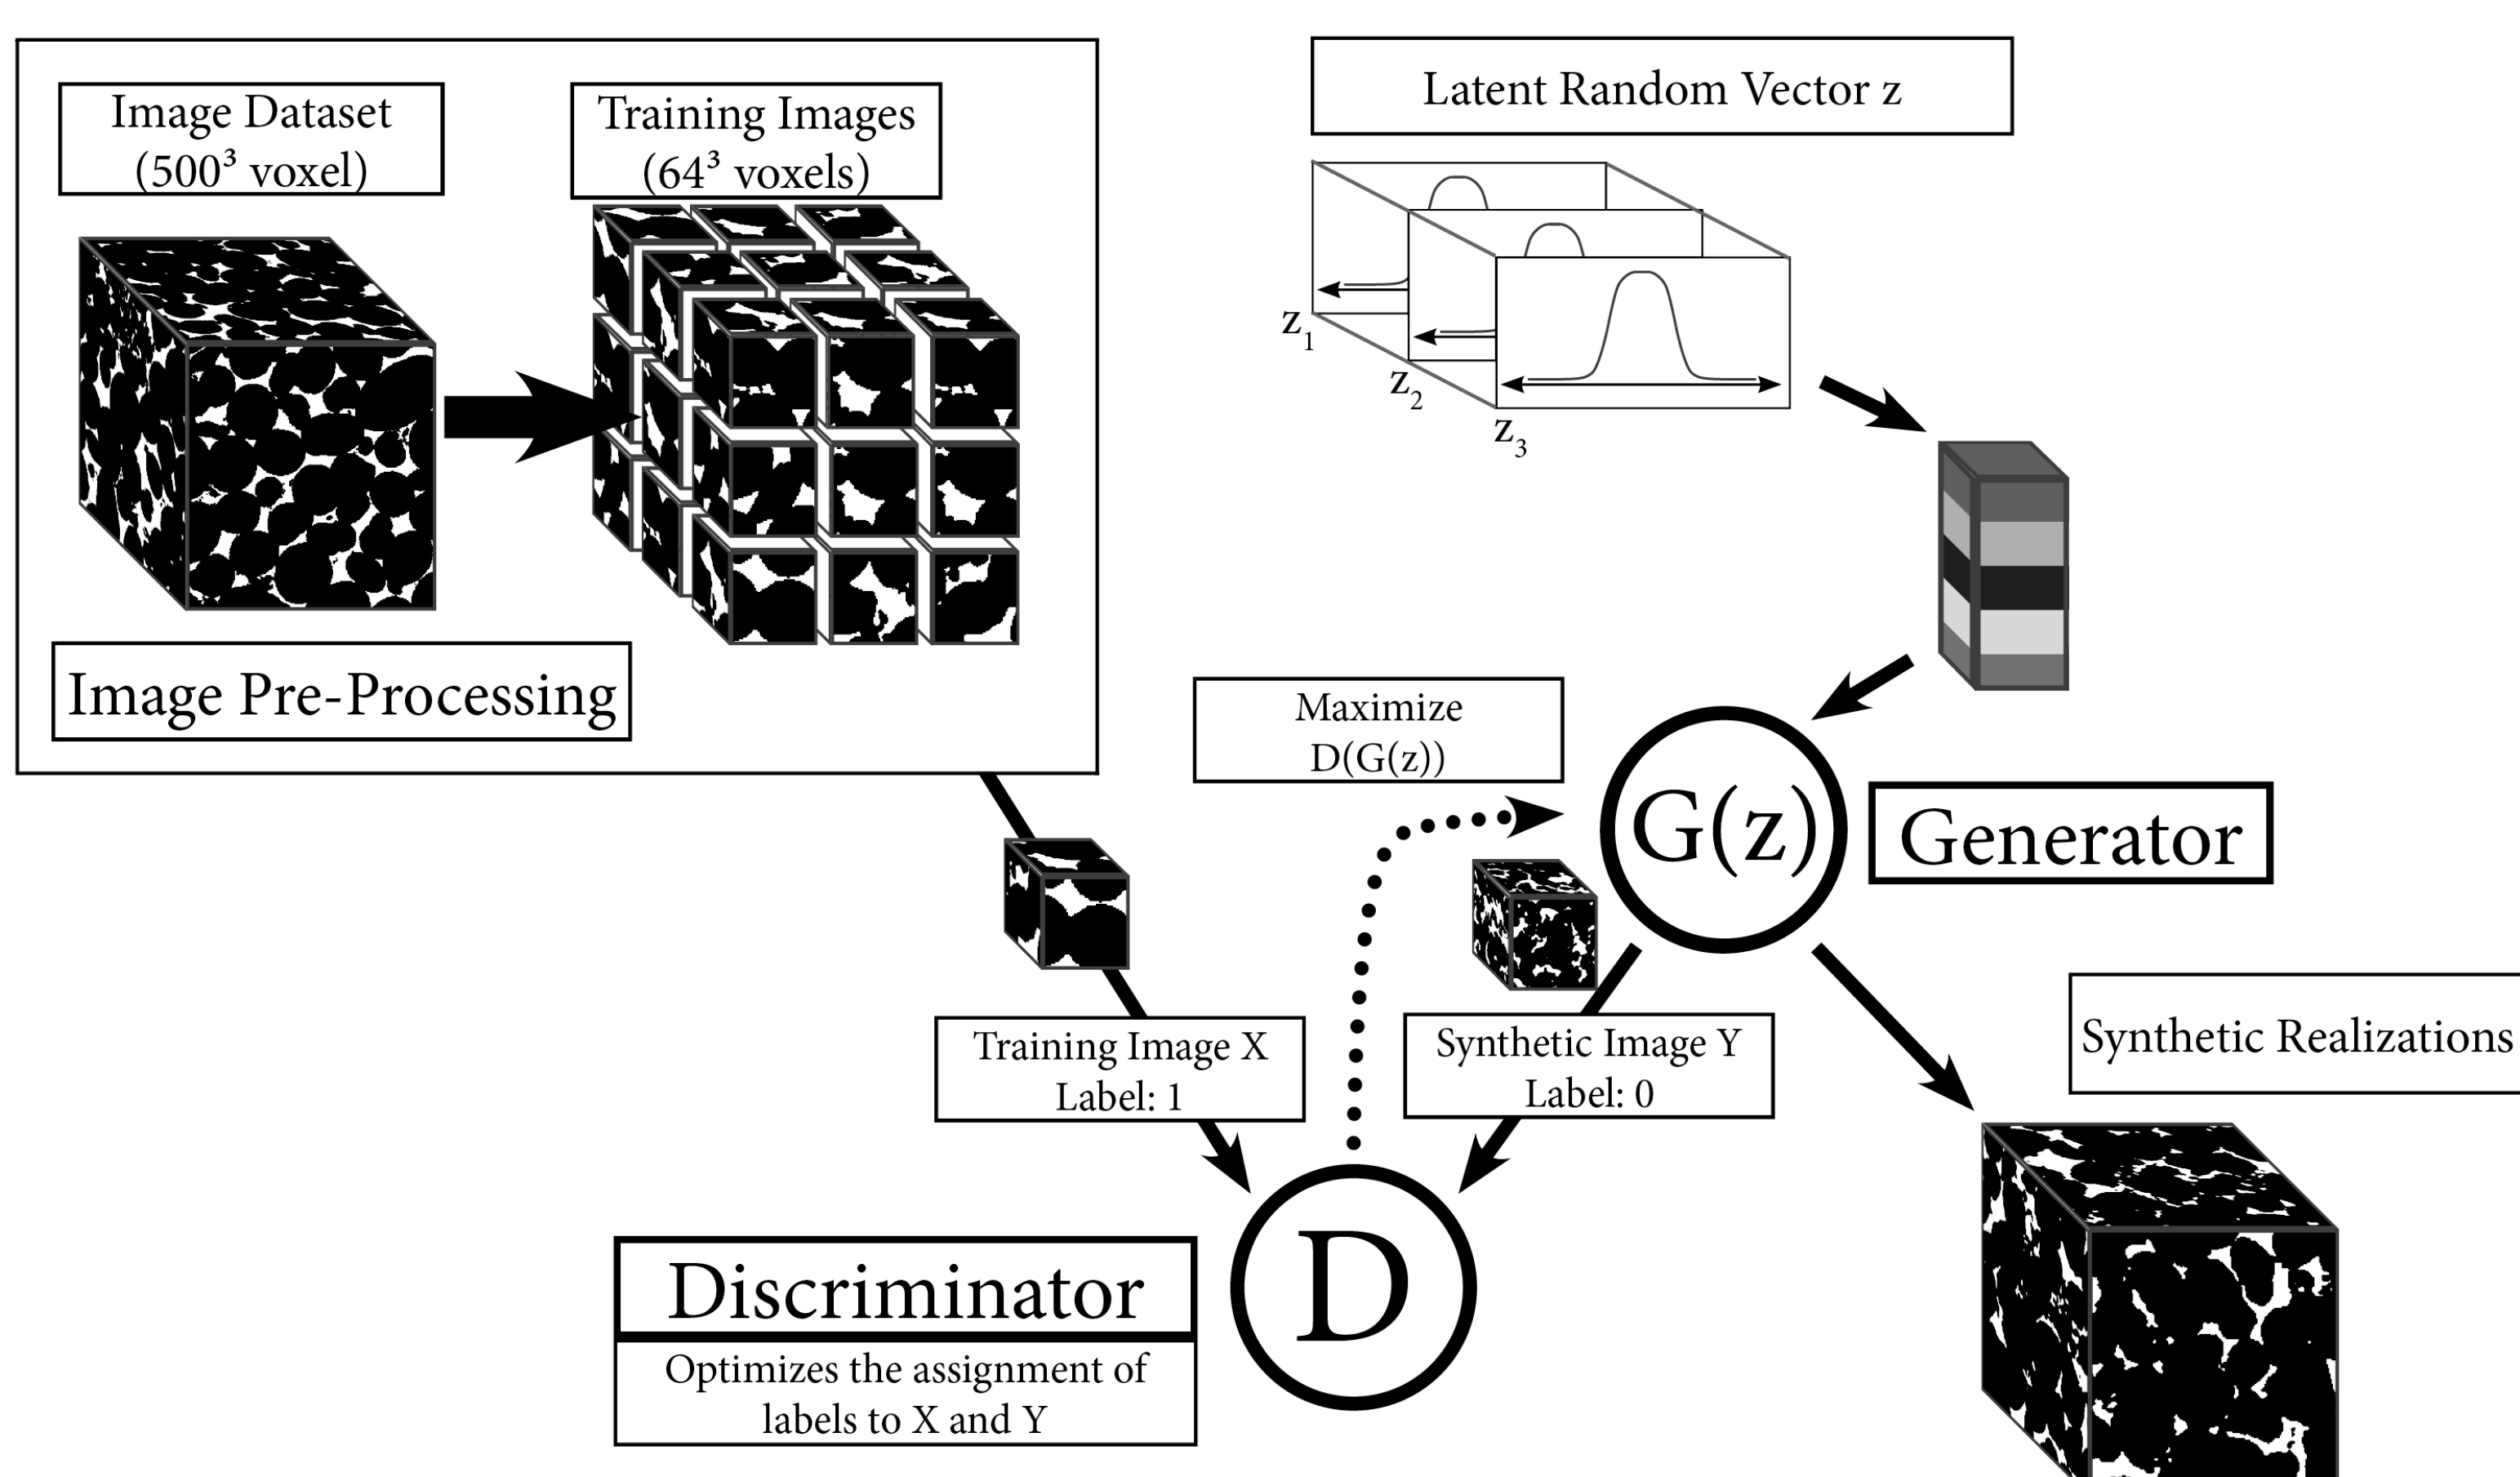 Image Dataset
(500³ voxel)
Training Images
(64³ voxels)
Image Pre-Processing
Latent Random Vector z
z₁
z₂
z₃
Maximize
D(G(z))
G(z)
Generator
Training Image X
Label: 1
Synthetic Image Y
Label: 0
Synthetic Realizations
D
Discriminator
Optimizes the assignment of
labels to X and Y